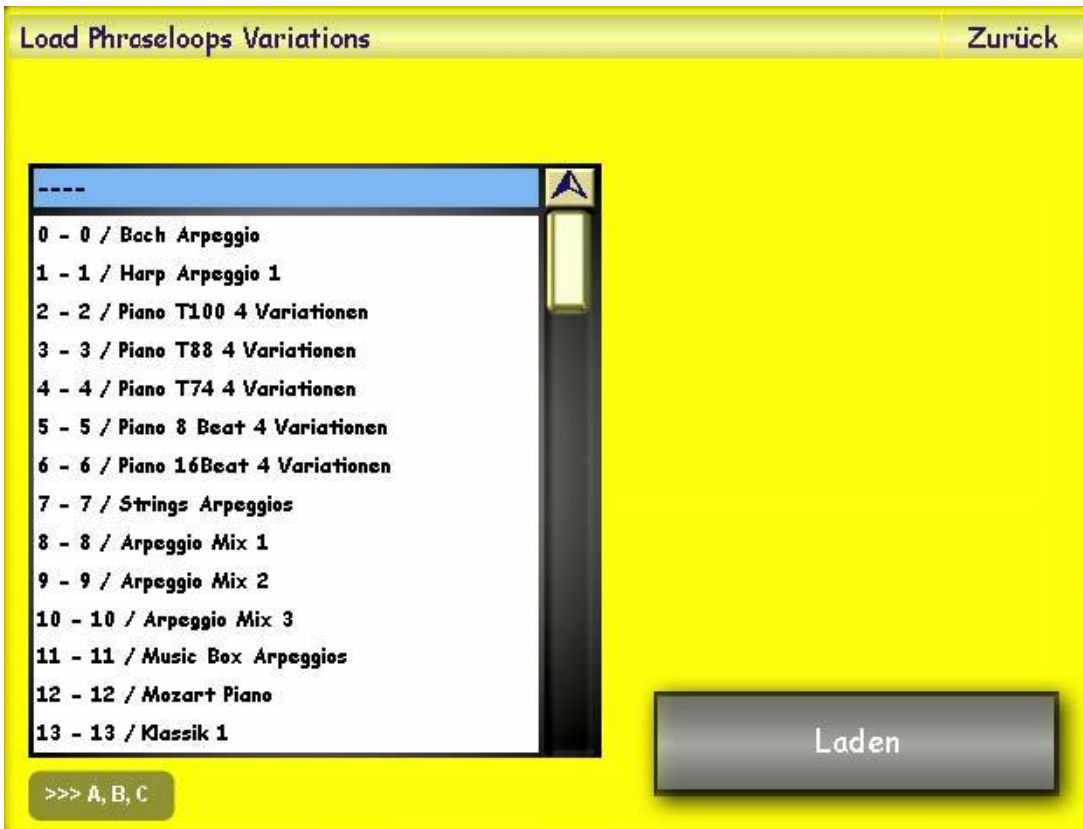 Load Phraseloops Variations Zurück
----
0 - 0 / Bach Arpeggio
1 - 1 / Harp Arpeggio 1
2 - 2 / Piano T100 4 Variationen
3 - 3 / Piano T88 4 Variationen
4 - 4 / Piano T74 4 Variationen
5 - 5 / Piano 8 Beat 4 Variationen
6 - 6 / Piano 16Beat 4 Variationen
7 - 7 / Strings Arpeggios
8 - 8 / Arpeggio Mix 1
9 - 9 / Arpeggio Mix 2
10 - 10 / Arpeggio Mix 3
11 - 11 / Music Box Arpeggios
12 - 12 / Mozart Piano
13 - 13 / Klassik 1
Laden
>>> A, B, C